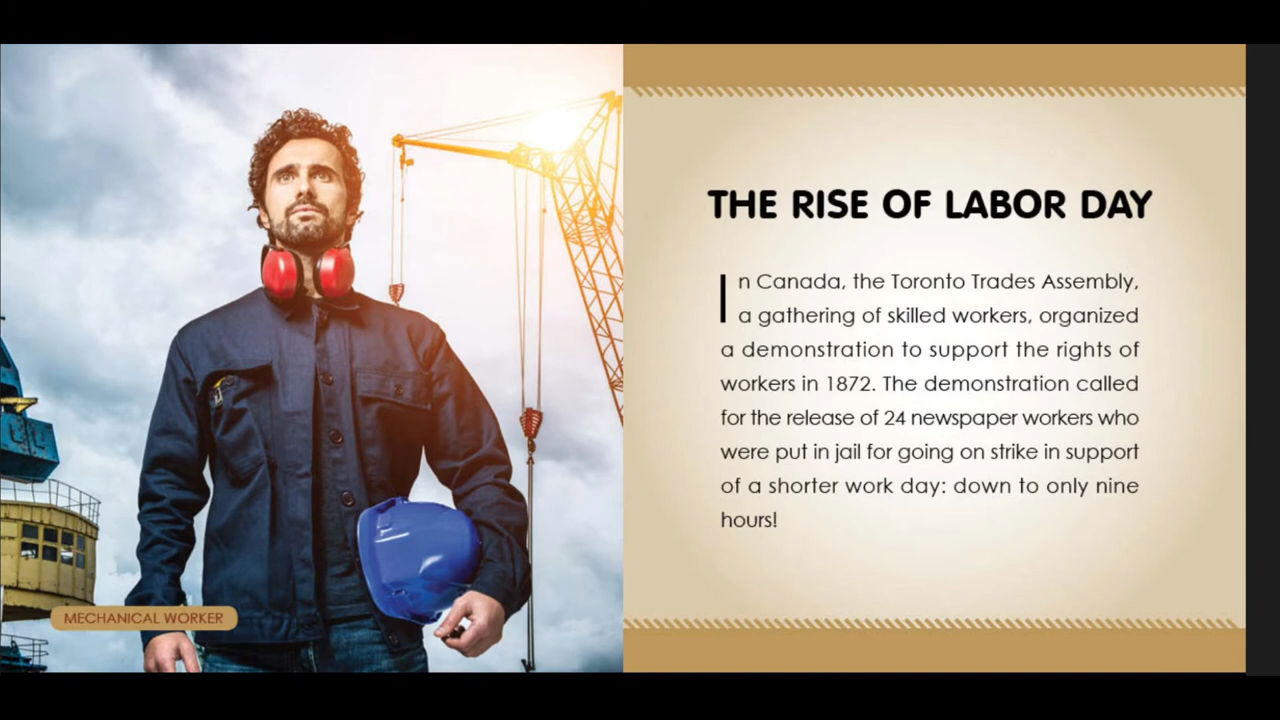 THE RISE OF LABOR DAY
In Canada, the Toronto Trades Assembly,
a gathering of skilled workers, organized
a demonstration to support the rights of
workers in 1872. The demonstration called
for the release of 24 newspaper workers who
were put in jail for going on strike in support
of a shorter work day: down to only nine
hours!
MECHANICAL WORKER